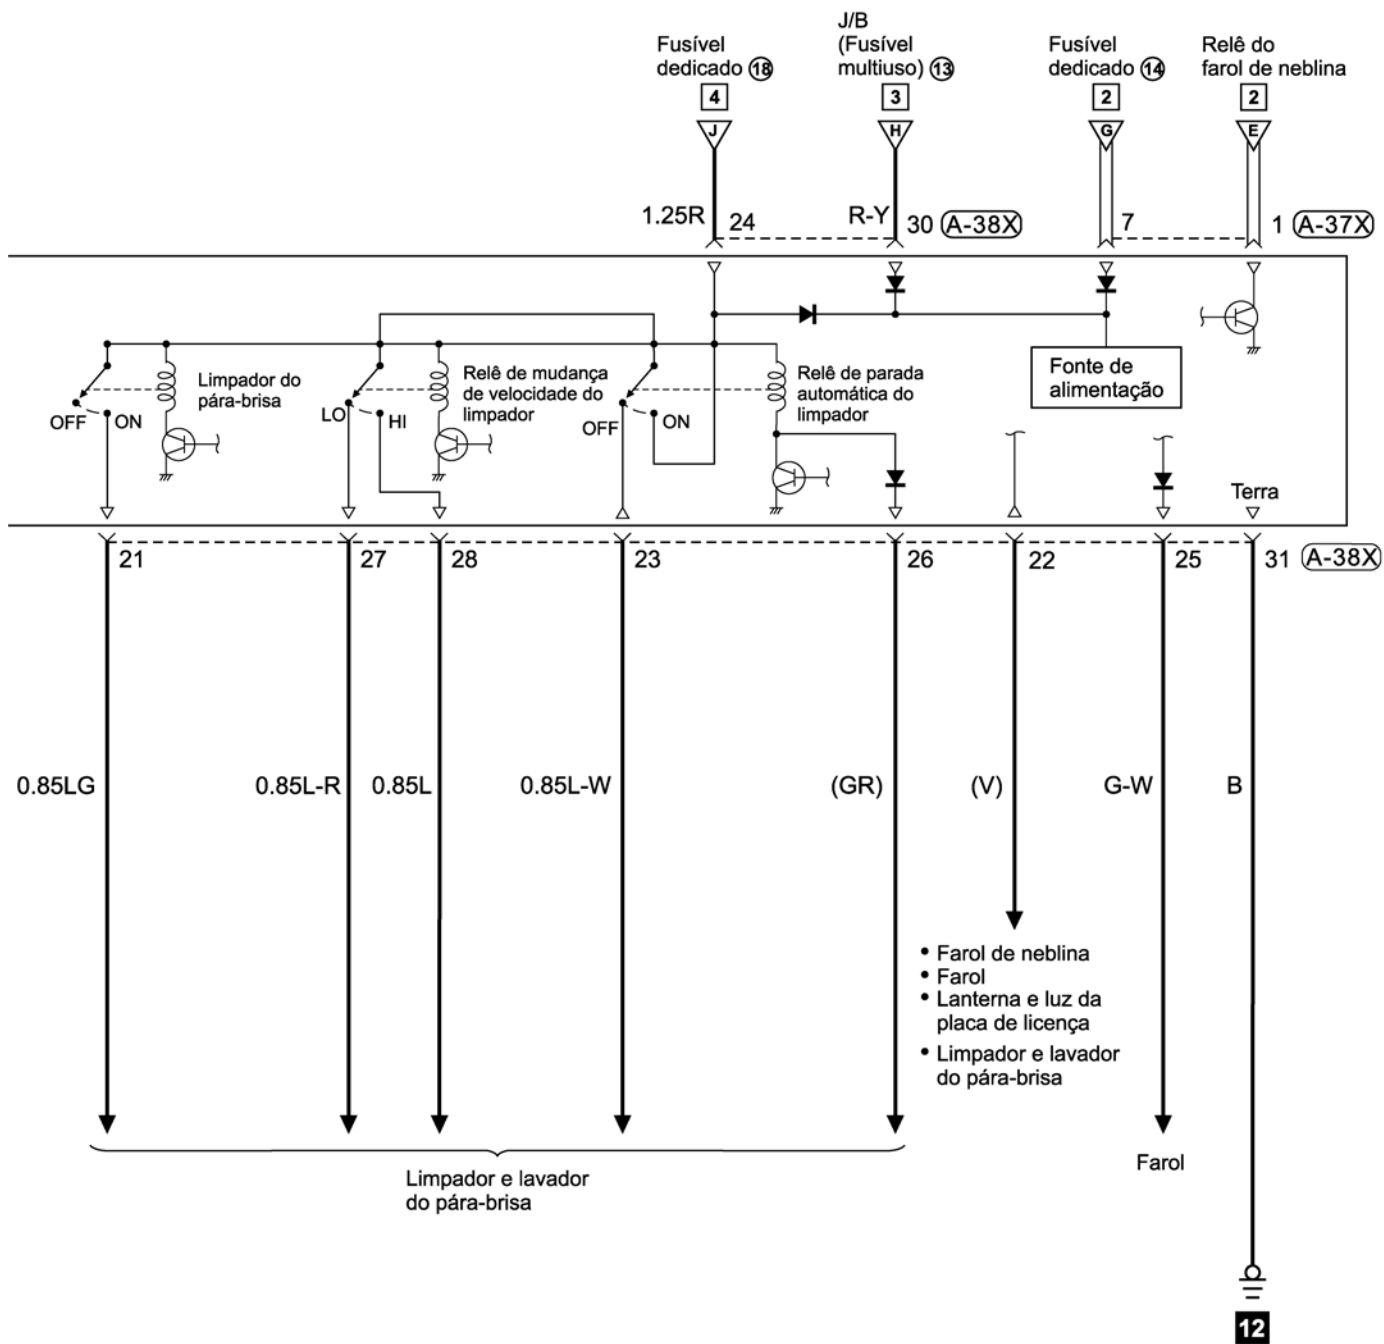 J/B
Fusível
(Fusível
Fusível
Relê do
dedicado ⑱
multiuso) ⑬
dedicado ⑭
farol de neblina
4
3
2
2
J
H
G
E
1.25R
24
R-Y
30
A-38X
7
1
A-37X
Limpador do
pára-brisa
OFF
ON
Relê de mudança
de velocidade do
limpador
LO
HI
OFF
ON
Relê de parada
automática do
limpador
Fonte de
alimentação
Terra
21
27
28
23
26
22
25
31
A-38X
0.85LG
0.85L-R
0.85L
0.85L-W
(GR)
(V)
G-W
B
• Farol de neblina
• Farol
• Lanterna e luz da
placa de licença
• Limpador e lavador
do pára-brisa
Farol
Limpador e lavador
do pára-brisa
12